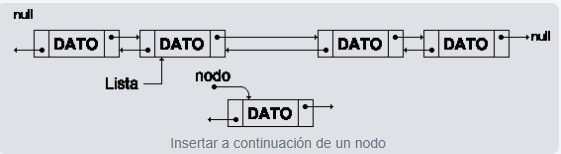 null
DATO DATO DATO DATO null
Lista nodo
DATO
Insertar a continuación de un nodo